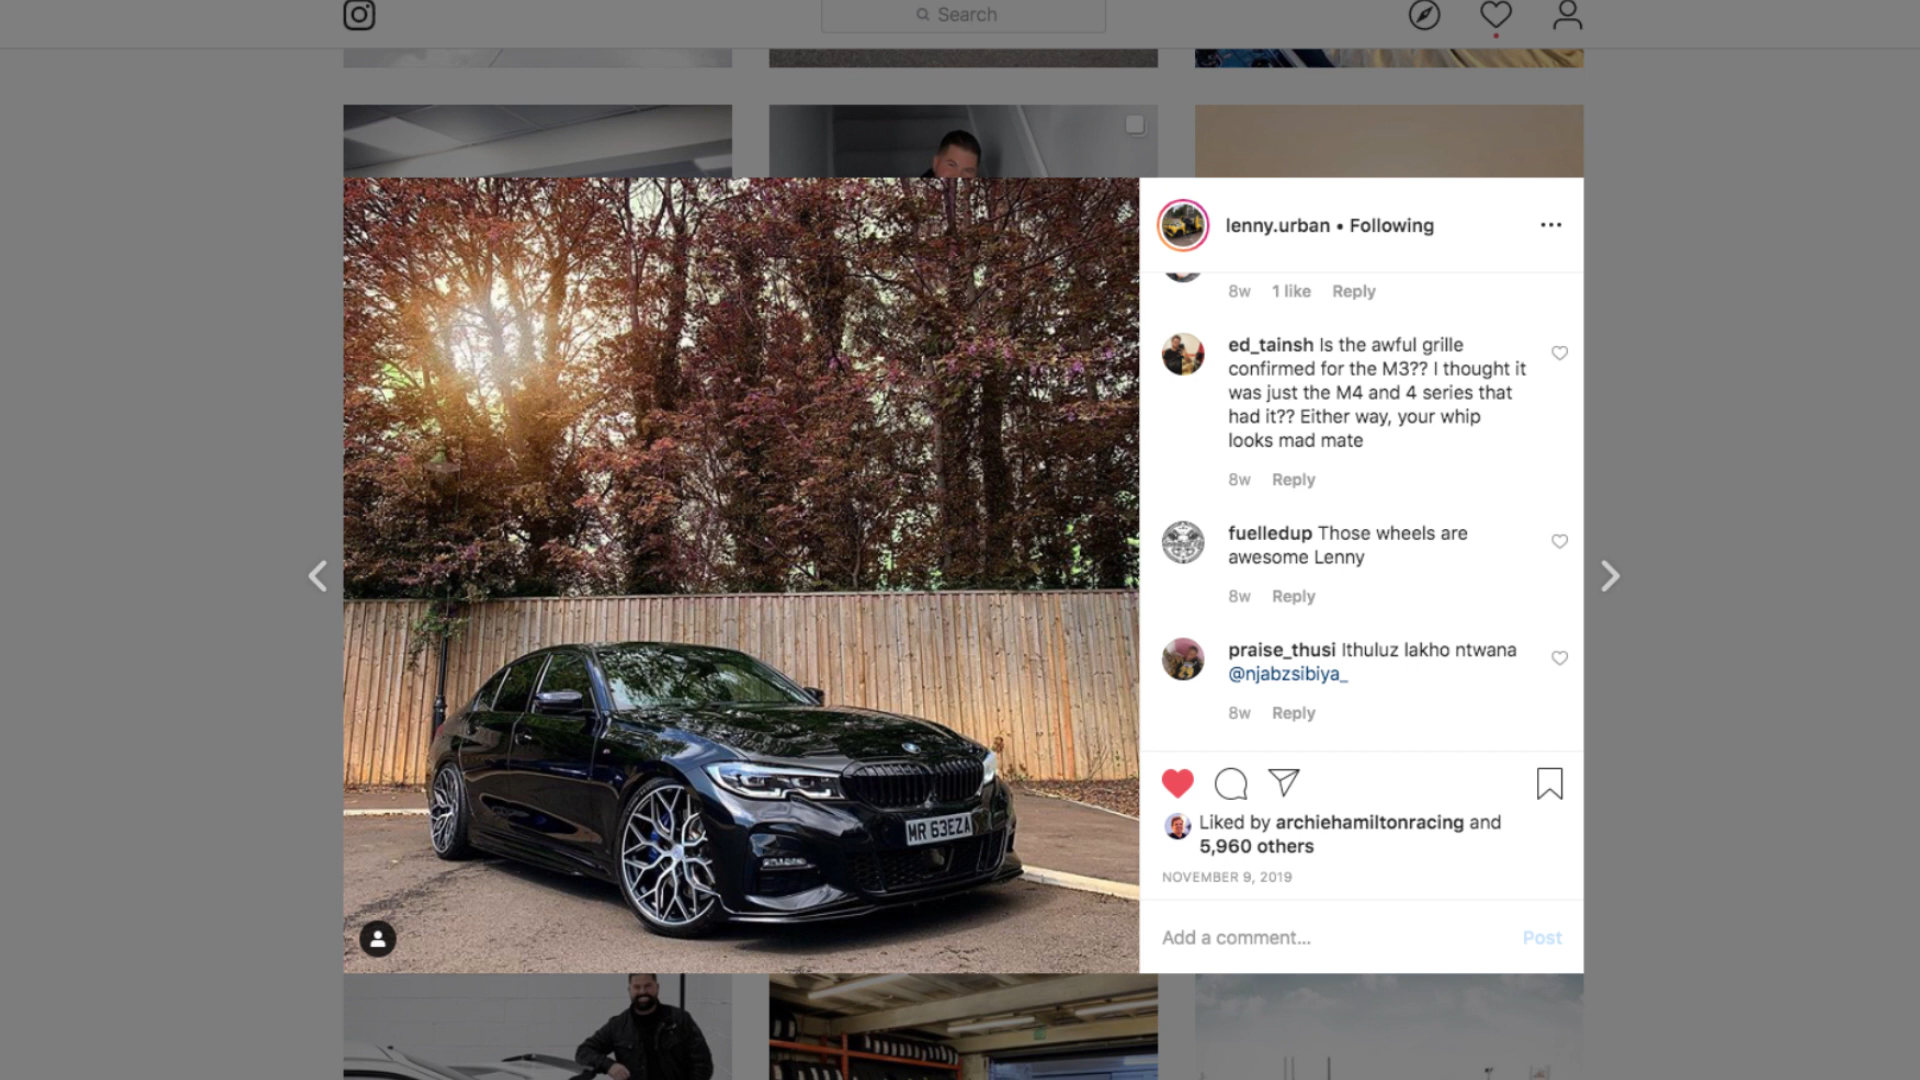 Search
lenny.urban • Following
8w 1 like Reply
ed_tainsh Is the awful grille
confirmed for the M3?? I thought it
was just the M4 and 4 series that
had it?? Either way, your whip
looks mad mate
8w Reply
fuelledup Those wheels are
awesome Lenny
8w Reply
praise_thusi Ithuluz lakho ntwana
@njabzsibiya_
8w Reply
MR 63EZA
Liked by archiehamiltonracing and
5,960 others
NOVEMBER 9, 2019
Add a comment... Post